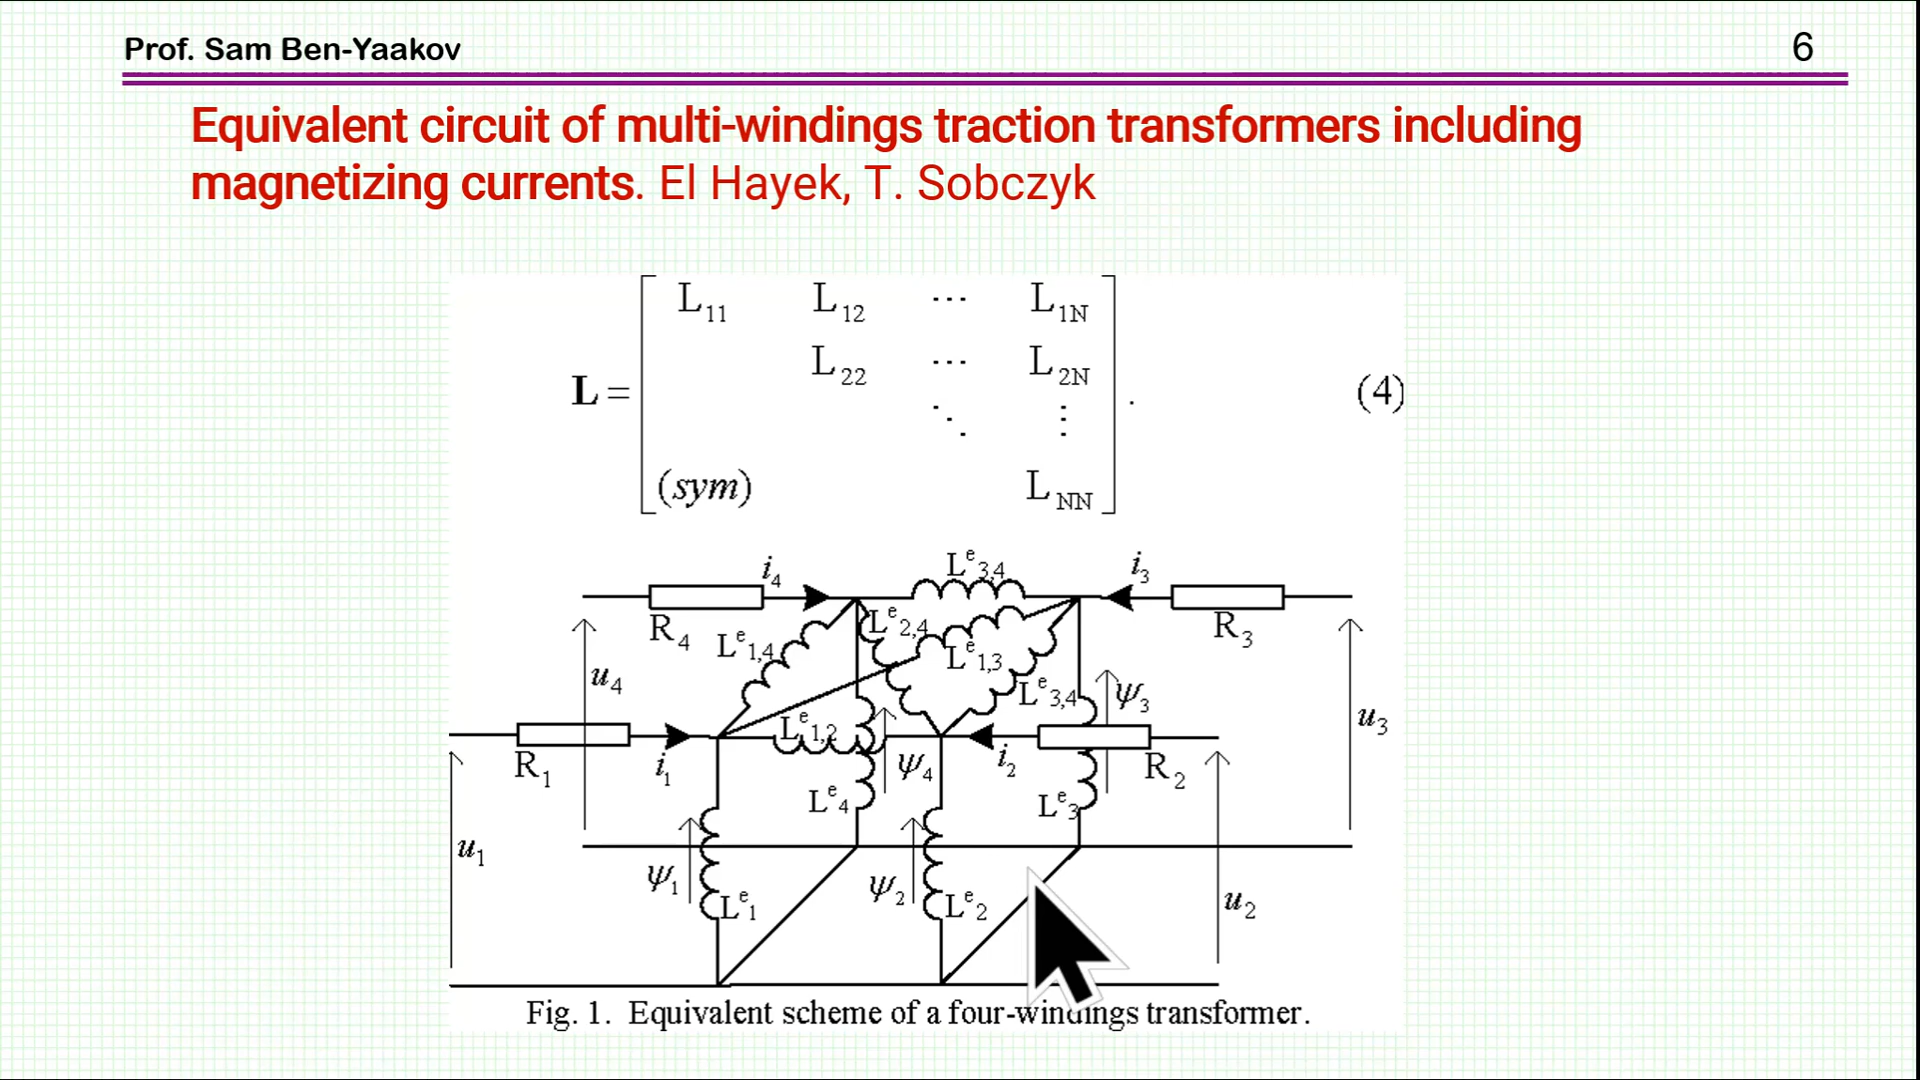 Prof. Sam Ben-Yaakov
6
Equivalent circuit of multi-windings traction transformers including
magnetizing currents. El Hayek, T. Sobczyk
L11 L12 ⋯ L1N
L22 ⋯ L2N
L = ⋱ ⋮ . (4)
(sym) LNN
i4 Le3,4 i3
R4 Le1,4 Le2,4 Le1,3 R3
u4 Le3,4 ψ3 u3
Le1,2
R1 i1 ψ4 i2 R2
Le4 Le3
u1 ψ1 Le1 ψ2 Le2 u2
Fig. 1. Equivalent scheme of a four-windings transformer.